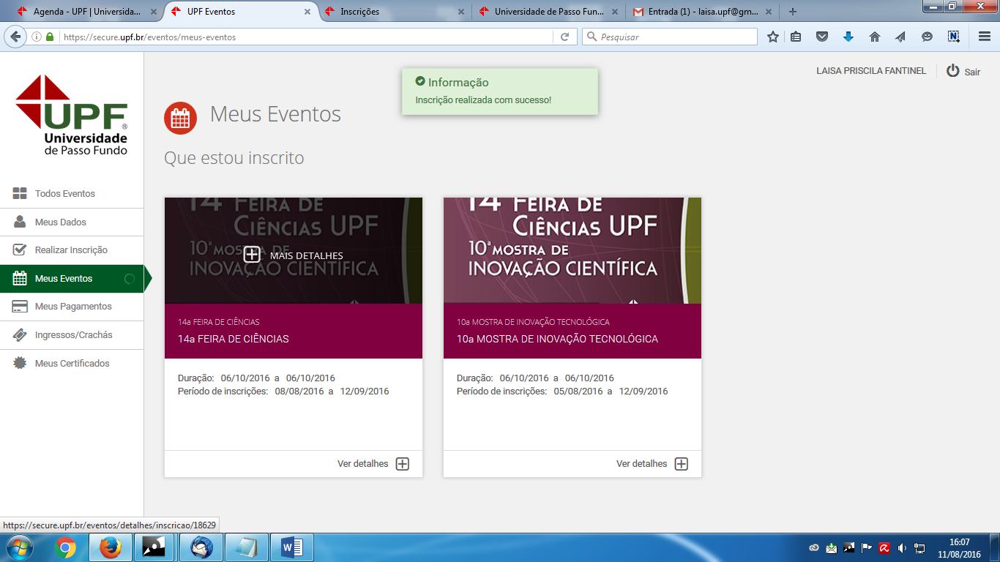 Agenda - UPF | Universida...
UPF Eventos
Inscrições
Universidade de Passo Fun...
Entrada (1) - laisa.upf@gm...
https://secure.upf.br/eventos/meus-eventos
Pesquisar
LAISA PRISCILA FANTINEL
Sair
Informação
Inscrição realizada com sucesso!
UPF®
Universidade
de Passo Fundo
Meus Eventos
Que estou inscrito
Todos Eventos
Meus Dados
Realizar Inscrição
Meus Eventos
Meus Pagamentos
Ingressos/Crachás
Meus Certificados
14 FEIRA DE
CIÊNCIAS UPF
10ª MOSTRA DE
INOVAÇÃO CIENTÍFICA
MAIS DETALHES
14a FEIRA DE CIÊNCIAS
14a FEIRA DE CIÊNCIAS
Duração: 06/10/2016 a 06/10/2016
Período de inscrições: 08/08/2016 a 12/09/2016
Ver detalhes
14 FEIRA DE
CIÊNCIAS UPF
10ª MOSTRA DE
INOVAÇÃO CIENTÍFICA
10a MOSTRA DE INOVAÇÃO TECNOLÓGICA
10a MOSTRA DE INOVAÇÃO TECNOLÓGICA
Duração: 06/10/2016 a 06/10/2016
Período de inscrições: 05/08/2016 a 12/09/2016
Ver detalhes
https://secure.upf.br/eventos/detalhes/inscricao/18629
16:07
11/08/2016